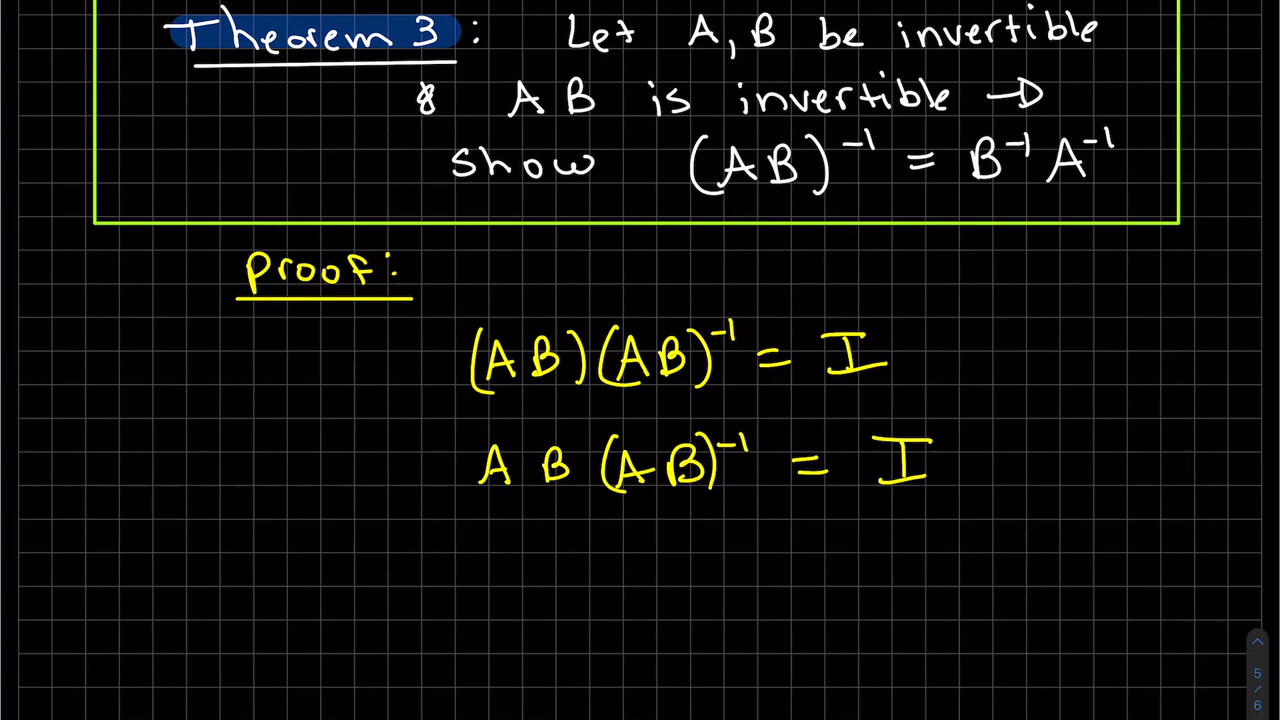 Theorem 3 : Let A, B be invertible
& AB is invertible →
show (AB)⁻¹ = B⁻¹A⁻¹
Proof:
(AB)(AB)⁻¹ = I
A B (AB)⁻¹ = I
5
/
6